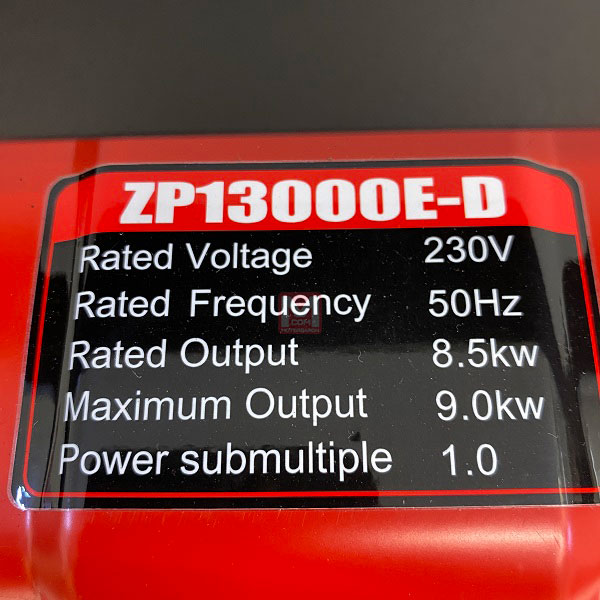 ZP13000E-D
Rated Voltage 230V
Rated Frequency 50Hz
Rated Output 8.5kw
Maximum Output 9.0kw
Power submultiple 1.0